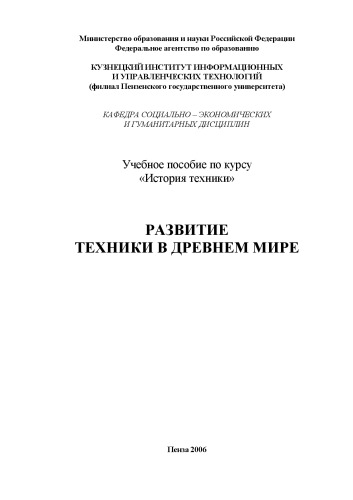 Министерство образования и науки Российской Федерации
Федеральное агентство по образованию
КУЗНЕЦКИЙ ИНСТИТУТ ИНФОРМАЦИОННЫХ
И УПРАВЛЕНЧЕСКИХ ТЕХНОЛОГИЙ
(филиал Пензенского государственного университета)
КАФЕДРА СОЦИАЛЬНО – ЭКОНОМИЧЕСКИХ
И ГУМАНИТАРНЫХ ДИСЦИПЛИН
Учебное пособие по курсу
«История техники»
РАЗВИТИЕ
ТЕХНИКИ В ДРЕВНЕМ МИРЕ
Пенза 2006